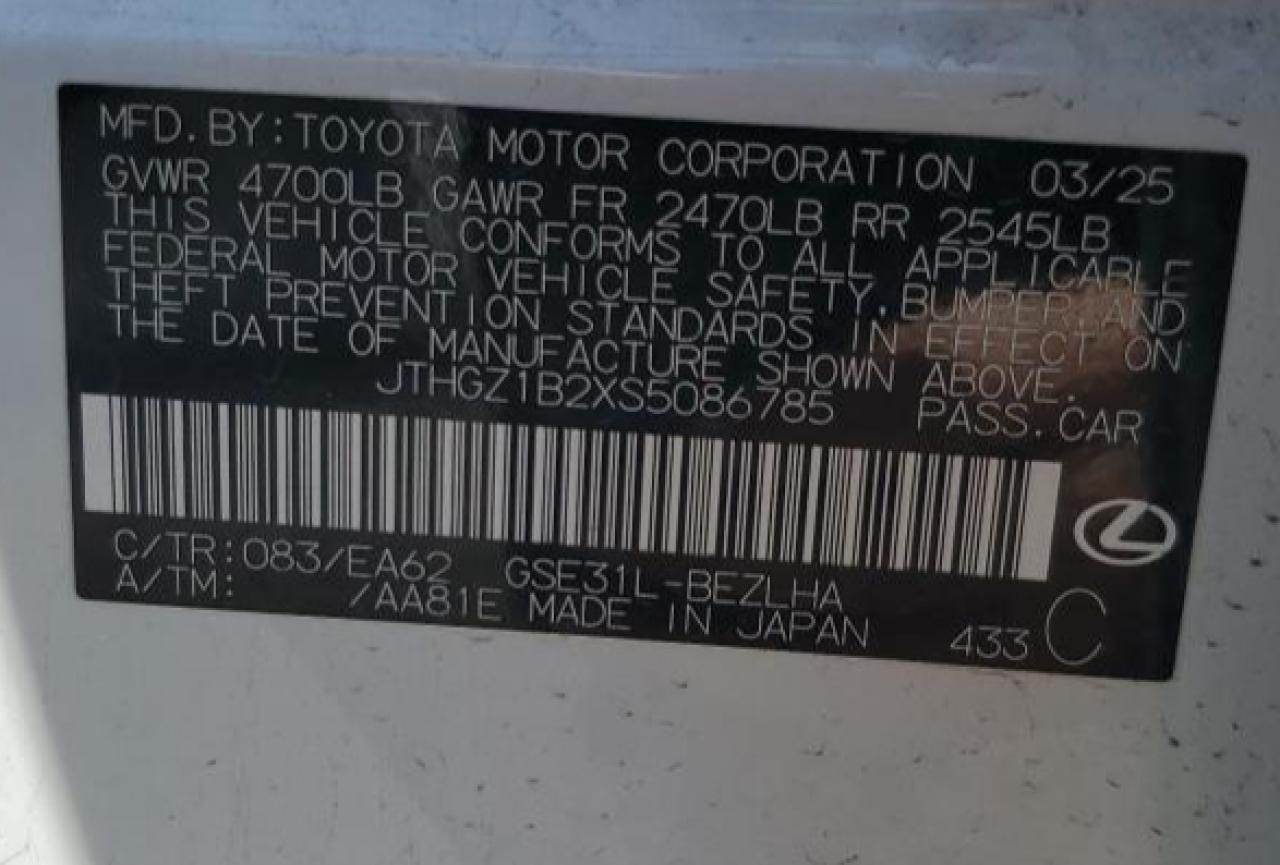 MFD. BY: TOYOTA MOTOR CORPORATION 03/25
GVWR 4700LB GAWR FR 2470LB RR 2545LB
THIS VEHICLE CONFORMS TO ALL APPLICABLE
FEDERAL MOTOR VEHICLE SAFETY, BUMPER, AND
THEFT PREVENTION STANDARDS IN EFFECT ON
THE DATE OF MANUFACTURE SHOWN ABOVE.
JTHGZ1B2XS5086785 PASS. CAR
C/TR: 083/EA62 GSE31L-BEZLHA
A/TM: /AA81E MADE IN JAPAN 433 C